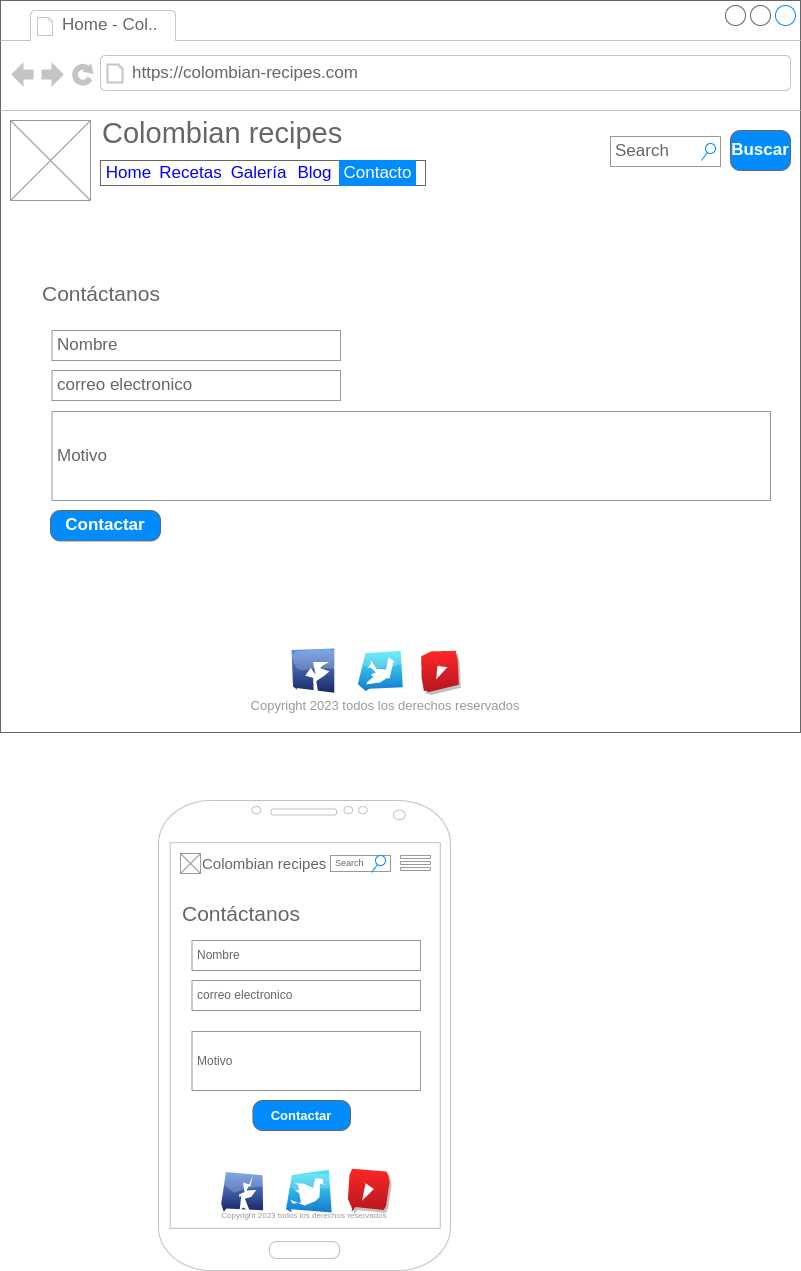 Home - Col..
https://colombian-recipes.com
Colombian recipes
Home Recetas Galería Blog Contacto
Search
Buscar
Contáctanos
Nombre
correo electronico
Motivo
Contactar
Copyright 2023 todos los derechos reservados
Colombian recipes
Search
Contáctanos
Nombre
correo electronico
Motivo
Contactar
Copyright 2023 todos los derechos reservados